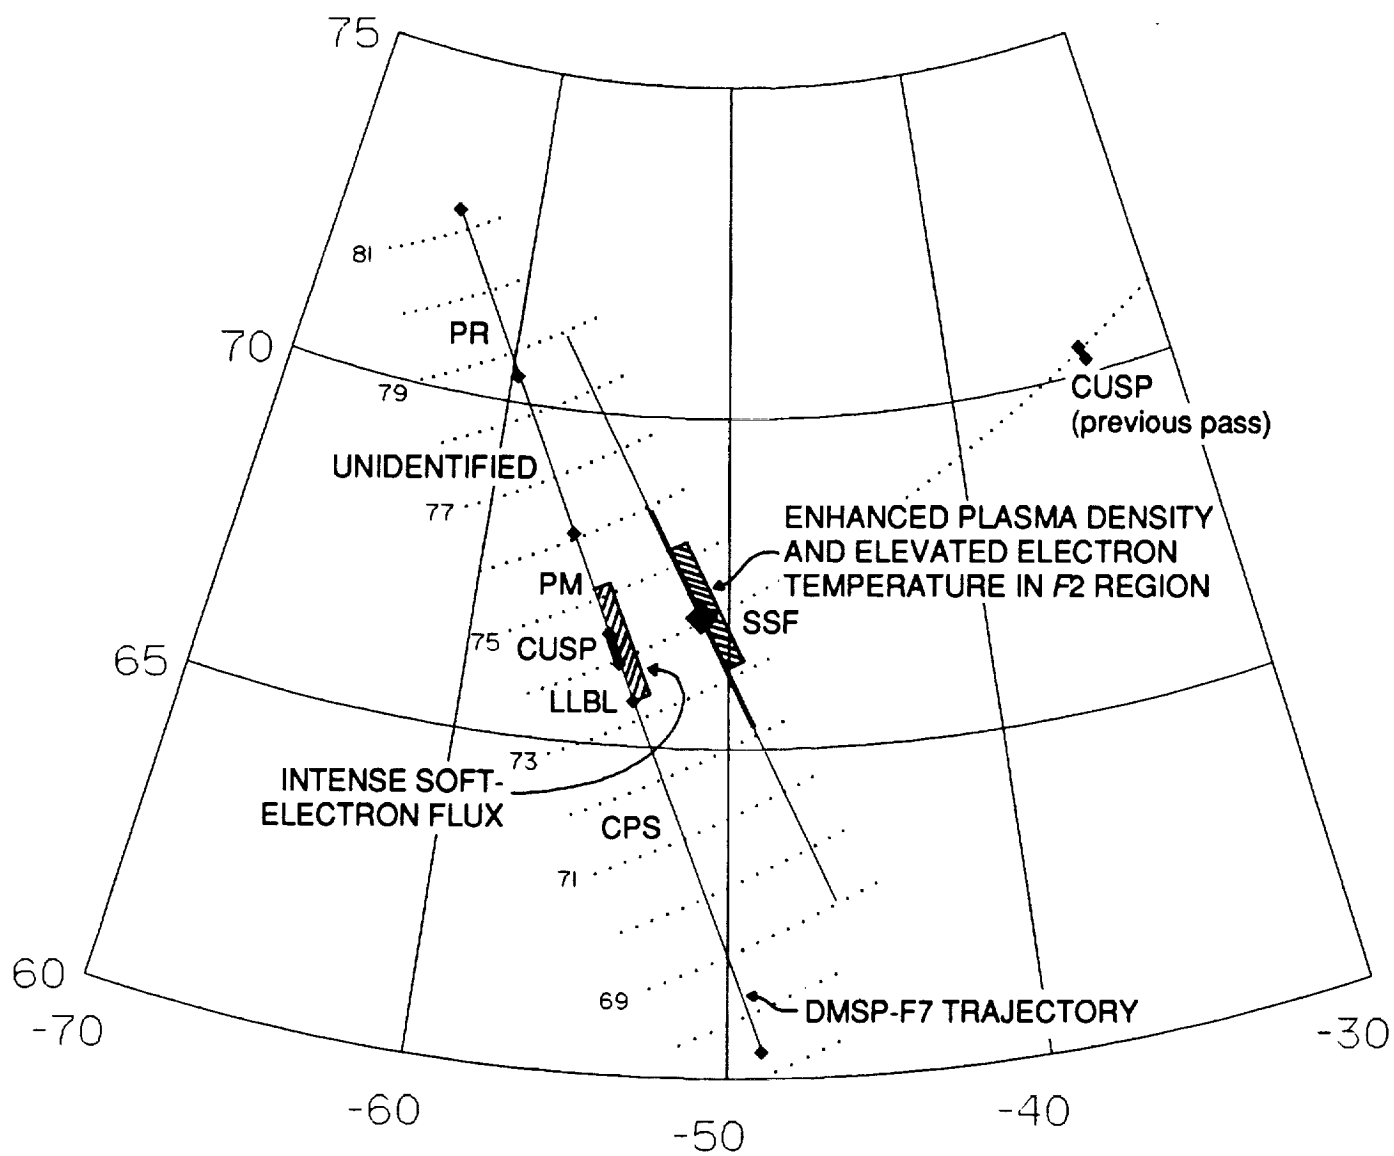 75
81
PR
70
79
CUSP
(previous pass)
UNIDENTIFIED
77
ENHANCED PLASMA DENSITY
AND ELEVATED ELECTRON
TEMPERATURE IN F2 REGION
PM
SSF
75
CUSP
65
LLBL
73
INTENSE SOFT-
ELECTRON FLUX
CPS
71
60
69
DMSP-F7 TRAJECTORY
-70
-30
-60
-40
-50